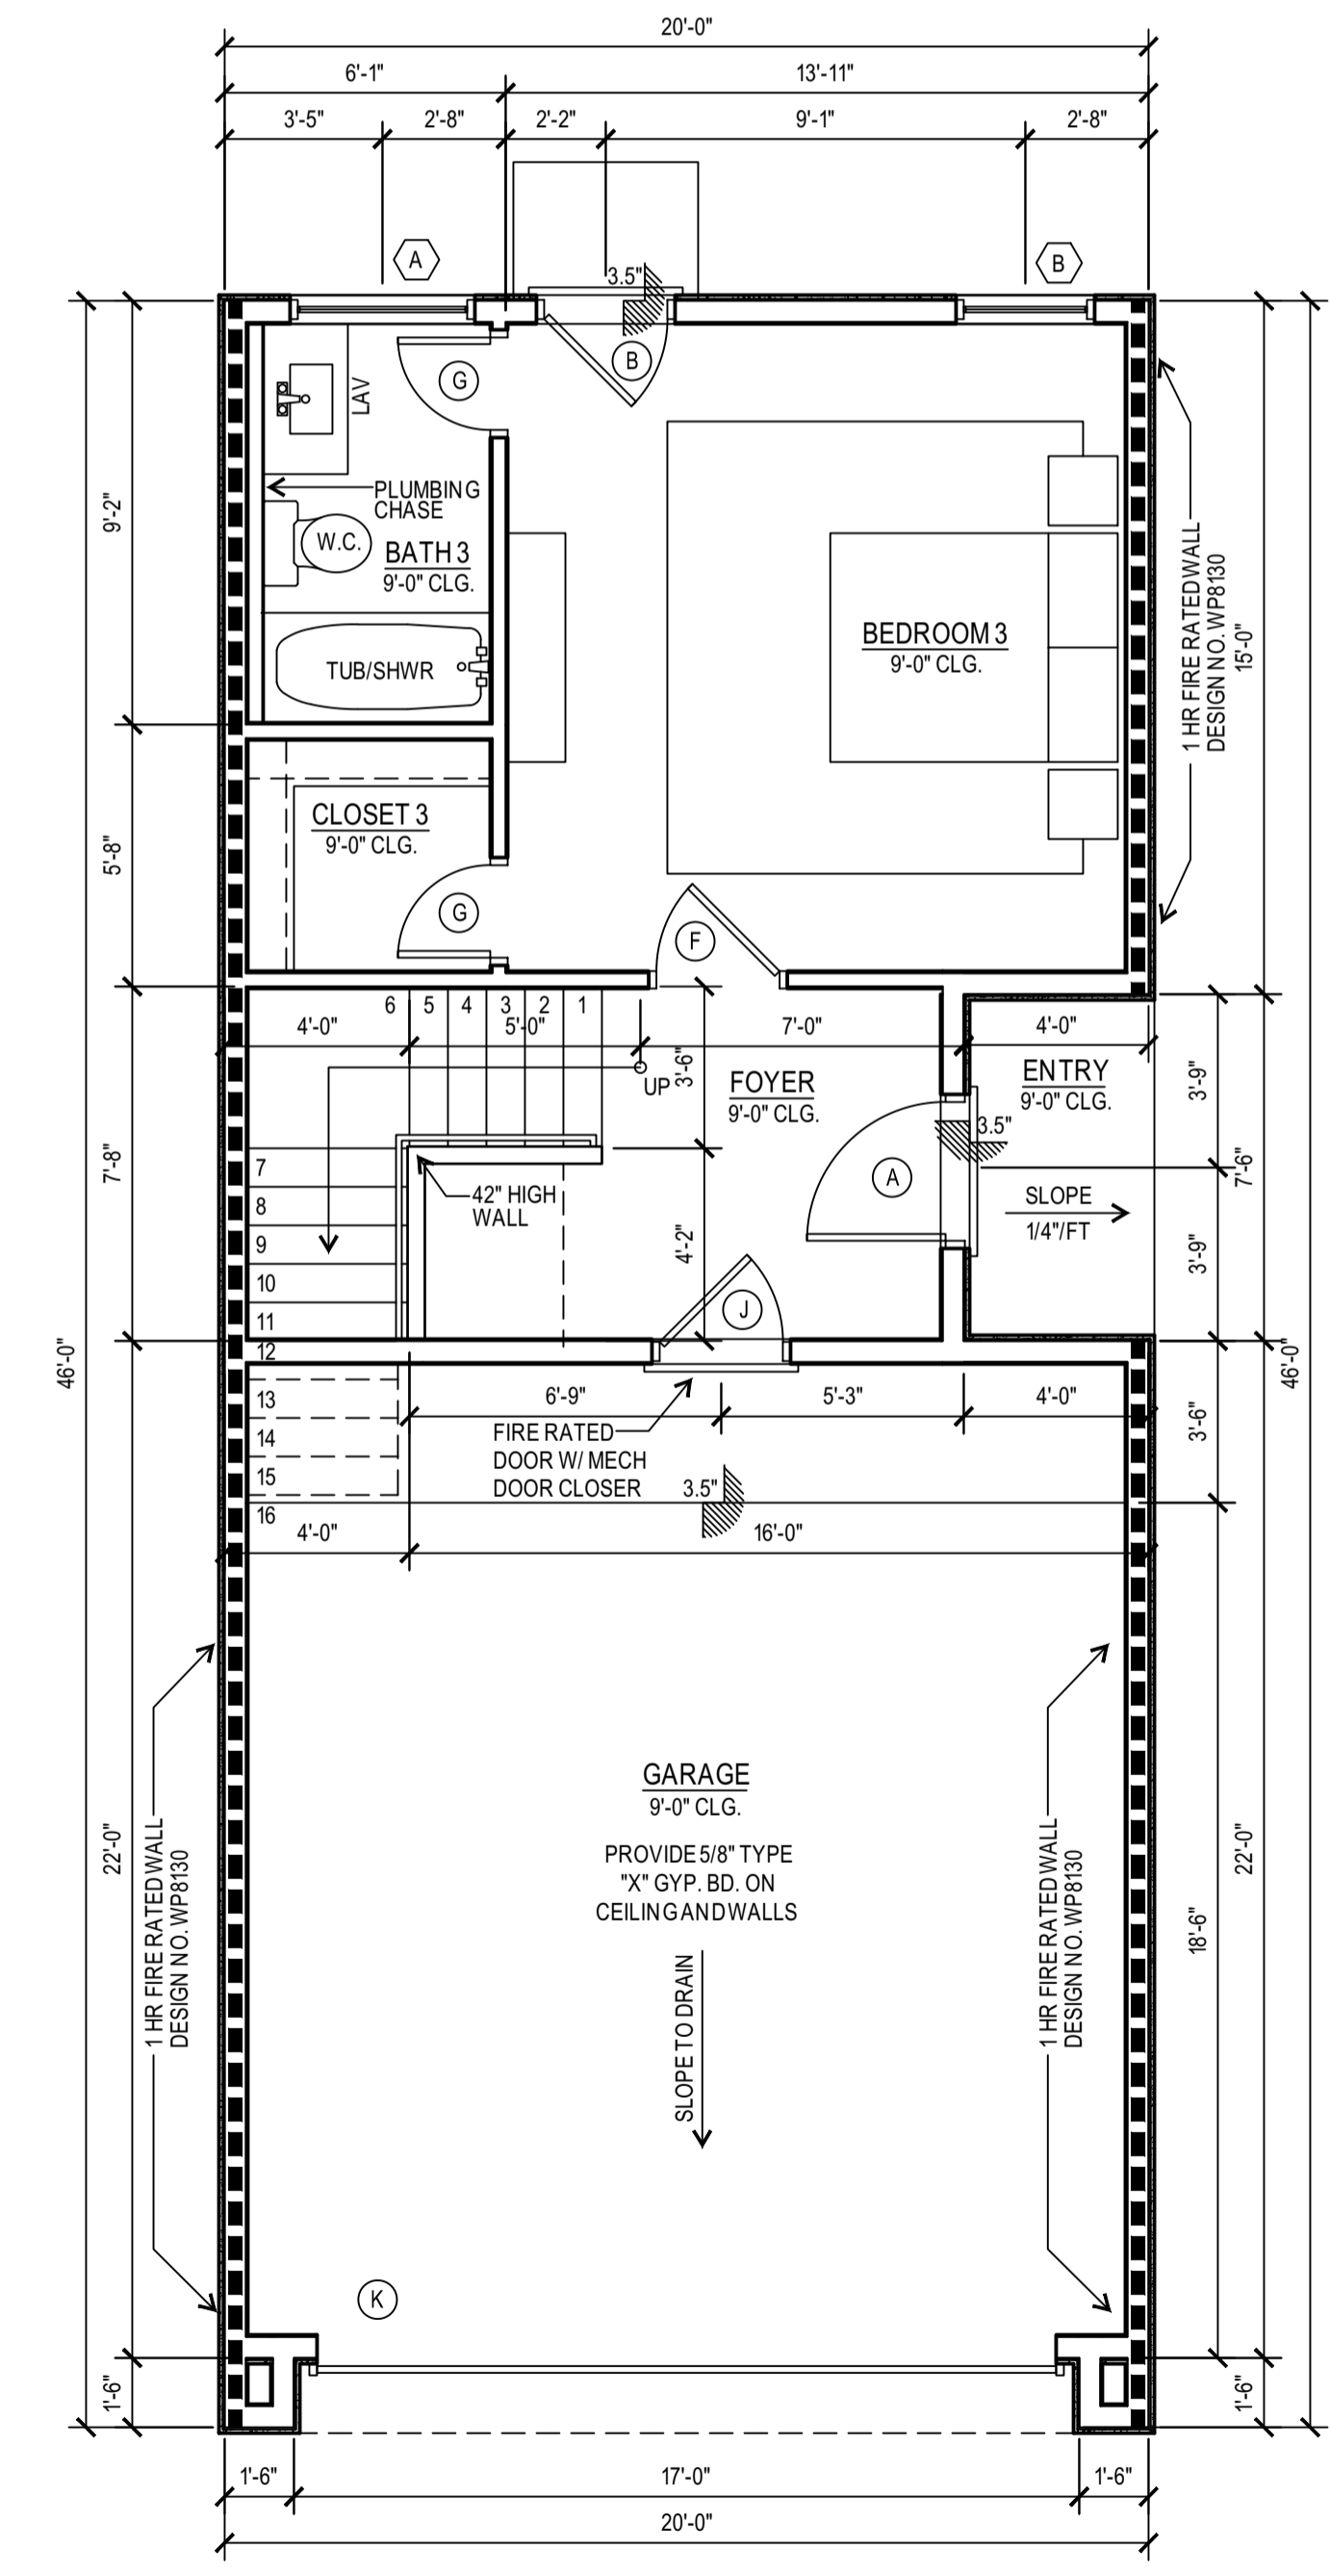 20'-0"
6'-1"
13'-11"
3'-5"
2'-8"
2'-2"
9'-1"
2'-8"
A
B
3.5"
B
G
LAV
PLUMBING
CHASE
W.C.
BATH 3
9'-0" CLG.
TUB/SHWR
BEDROOM 3
9'-0" CLG.
1 HR FIRE RATED WALL
DESIGN NO. WP8130
15'-0"
9'-2"
CLOSET 3
9'-0" CLG.
5'-8"
G
F
6 5 4 3 2 1
4'-0"
5'-0"
7'-0"
4'-0"
3'-6"
UP
FOYER
9'-0" CLG.
ENTRY
9'-0" CLG.
3'-9"
3.5"
7'-8"
7
8
9
10
11
12
13
14
15
16
42" HIGH
WALL
A
SLOPE
1/4"/FT
7'-6"
4'-2"
3'-9"
J
46'-0"
46'-0"
6'-9"
5'-3"
4'-0"
3'-6"
FIRE RATED
DOOR W/ MECH
DOOR CLOSER
3.5"
4'-0"
16'-0"
GARAGE
9'-0" CLG.
PROVIDE 5/8" TYPE
"X" GYP. BD. ON
CEILING AND WALLS
SLOPE TO DRAIN
22'-0"
1 HR FIRE RATED WALL
DESIGN NO. WP8130
1 HR FIRE RATED WALL
DESIGN NO. WP8130
18'-6"
22'-0"
K
1'-6"
1'-6"
1'-6"
17'-0"
1'-6"
20'-0"